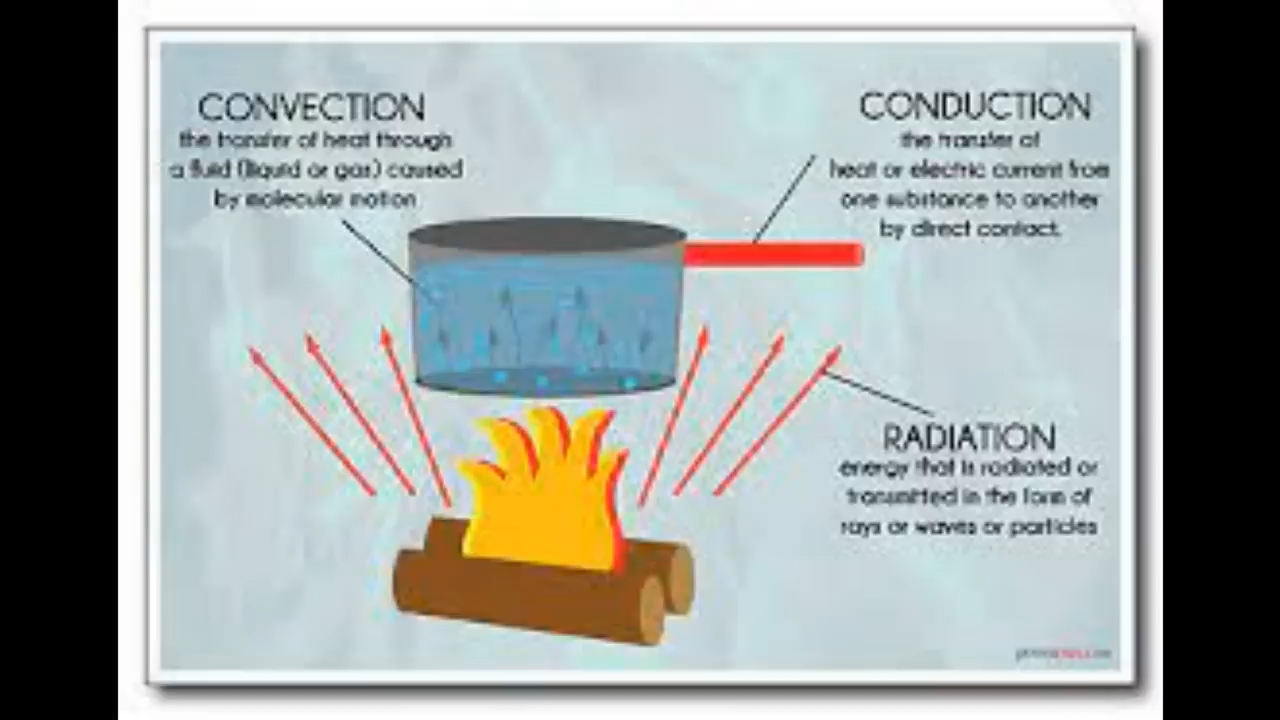 CONVECTION
the transfer of heat through
a fluid (liquid or gas) caused
by molecular motion
CONDUCTION
the transfer of
heat or electric current from
one substance to another
by direct contact.
RADIATION
energy that is radiated or
transmitted in the form of
rays or waves or particles